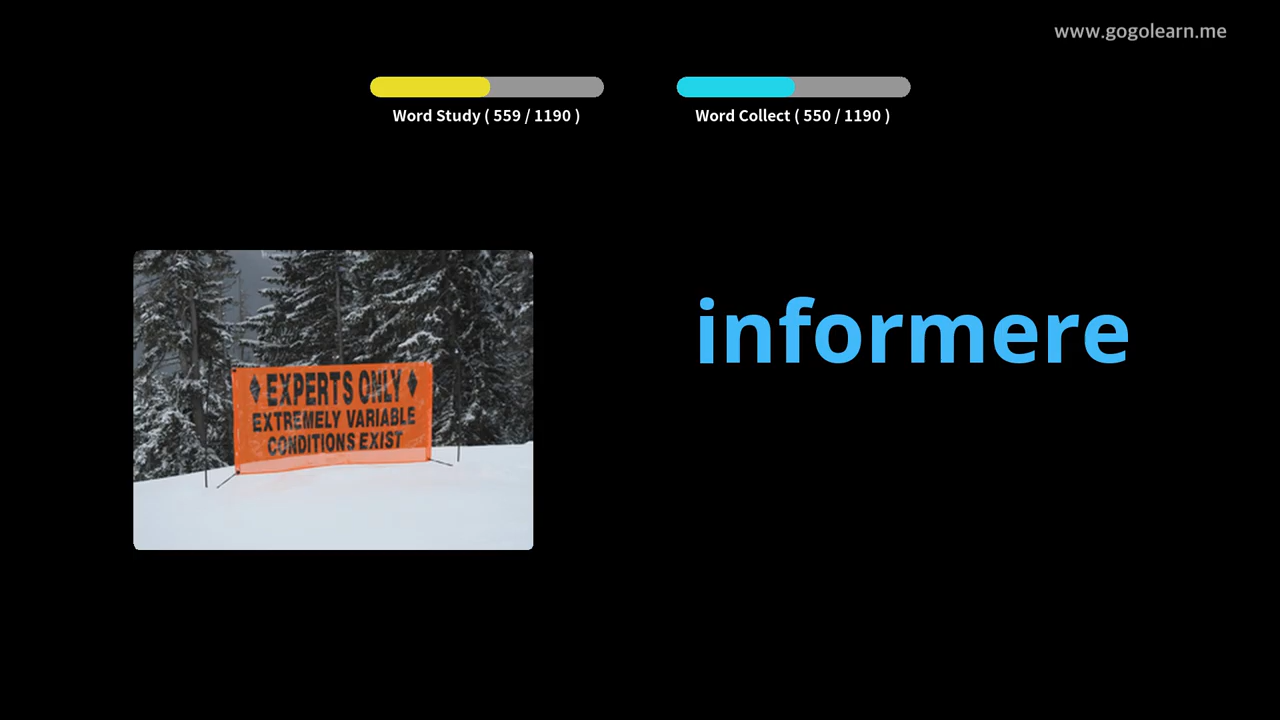 www.gogolearn.me
Word Study ( 559 / 1190 )
Word Collect ( 550 / 1190 )
informere
EXPERTS ONLY
EXTREMELY VARIABLE
CONDITIONS EXIST